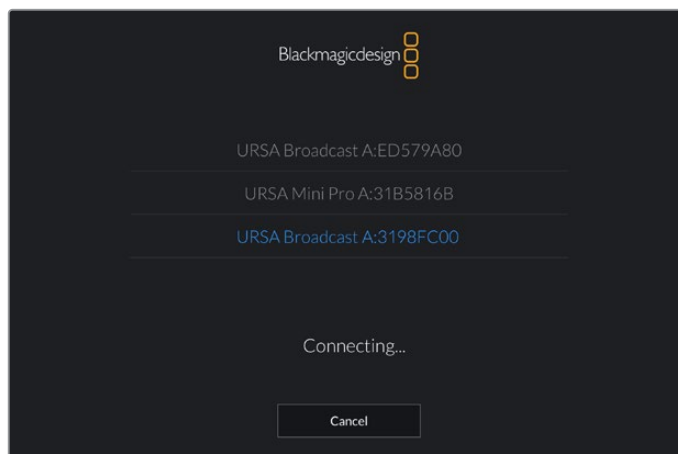 Blackmagicdesign
URSA Broadcast A:ED579A80
URSA Mini Pro A:31B5816B
URSA Broadcast A:3198FC00
Connecting...
Cancel